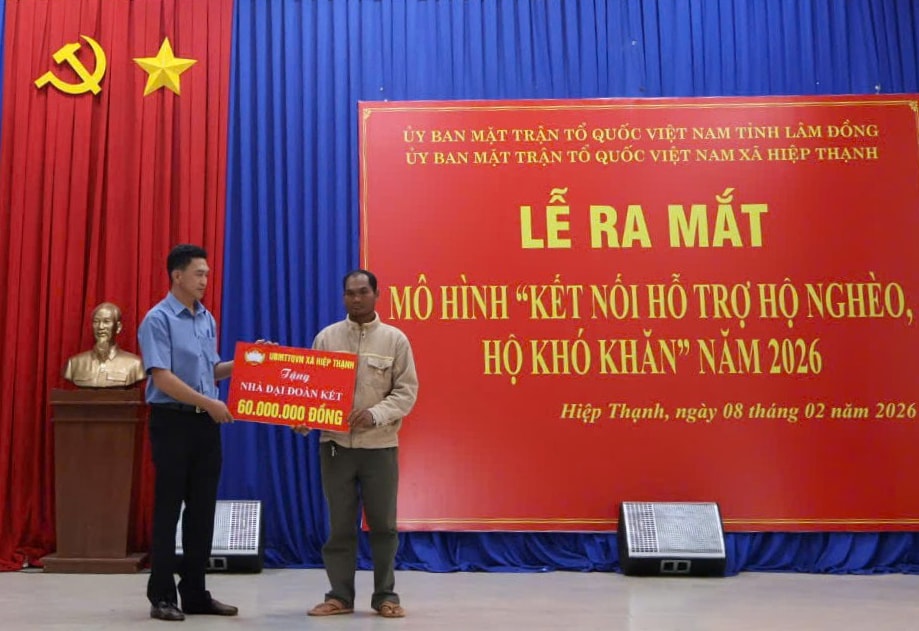 ỦY BAN MẶT TRẬN TỔ QUỐC VIỆT NAM TỈNH LÂM ĐỒNG
ỦY BAN MẶT TRẬN TỔ QUỐC VIỆT NAM XÃ HIỆP THẠNH
LỄ RA MẮT
MÔ HÌNH “KẾT NỐI HỖ TRỢ HỘ NGHÈO,
HỘ KHÓ KHĂN” NĂM 2026
Hiệp Thạnh, ngày 08 tháng 02 năm 2026
UBMTTQVN XÃ HIỆP THẠNH
Tặng
NHÀ ĐẠI ĐOÀN KẾT
60.000.000 ĐỒNG